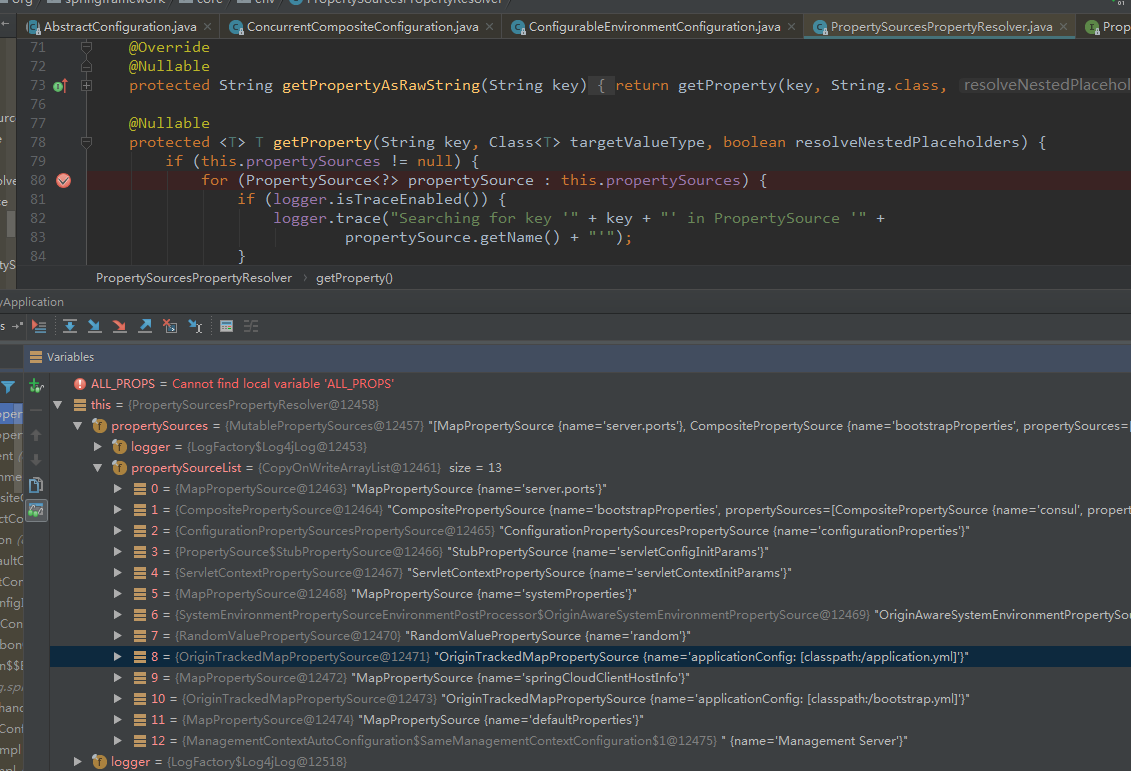 org springframework core env PropertySourcesPropertyResolver
AbstractConfiguration.java × ConcurrentCompositeConfiguration.java × ConfigurableEnvironmentConfiguration.java × PropertySourcesPropertyResolver.java × Prop
71 @Override
72 @Nullable
73 protected String getPropertyAsRawString(String key) { return getProperty(key, String.class, resolveNestedPlacehol
76
77 @Nullable
78 protected <T> T getProperty(String key, Class<T> targetValueType, boolean resolveNestedPlaceholders) {
79 if (this.propertySources != null) {
80 for (PropertySource<?> propertySource : this.propertySources) {
81 if (logger.isTraceEnabled()) {
82 logger.trace("Searching for key '" + key + "' in PropertySource '" +
83 propertySource.getName() + "'");
84 }
PropertySourcesPropertyResolver › getProperty()
yApplication
Variables
ALL_PROPS = Cannot find local variable 'ALL_PROPS'
this = {PropertySourcesPropertyResolver@12458}
propertySources = {MutablePropertySources@12457} "[MapPropertySource {name='server.ports'}, CompositePropertySource {name='bootstrapProperties', propertySources=[
logger = {LogFactory$Log4jLog@12453}
propertySourceList = {CopyOnWriteArrayList@12461} size = 13
0 = {MapPropertySource@12463} "MapPropertySource {name='server.ports'}"
1 = {CompositePropertySource@12464} "CompositePropertySource {name='bootstrapProperties', propertySources=[CompositePropertySource {name='consul', propert
2 = {ConfigurationPropertySourcesPropertySource@12465} "ConfigurationPropertySourcesPropertySource {name='configurationProperties'}"
3 = {PropertySource$StubPropertySource@12466} "StubPropertySource {name='servletConfigInitParams'}"
4 = {ServletContextPropertySource@12467} "ServletContextPropertySource {name='servletContextInitParams'}"
5 = {MapPropertySource@12468} "MapPropertySource {name='systemProperties'}"
6 = {SystemEnvironmentPropertySourceEnvironmentPostProcessor$OriginAwareSystemEnvironmentPropertySource@12469} "OriginAwareSystemEnvironmentPropertySou
7 = {RandomValuePropertySource@12470} "RandomValuePropertySource {name='random'}"
8 = {OriginTrackedMapPropertySource@12471} "OriginTrackedMapPropertySource {name='applicationConfig: [classpath:/application.yml]'}"
9 = {MapPropertySource@12472} "MapPropertySource {name='springCloudClientHostInfo'}"
10 = {OriginTrackedMapPropertySource@12473} "OriginTrackedMapPropertySource {name='applicationConfig: [classpath:/bootstrap.yml]'}"
11 = {MapPropertySource@12474} "MapPropertySource {name='defaultProperties'}"
12 = {ManagementContextAutoConfiguration$SameManagementContextConfiguration$1@12475} " {name='Management Server'}"
logger = {LogFactory$Log4jLog@12518}